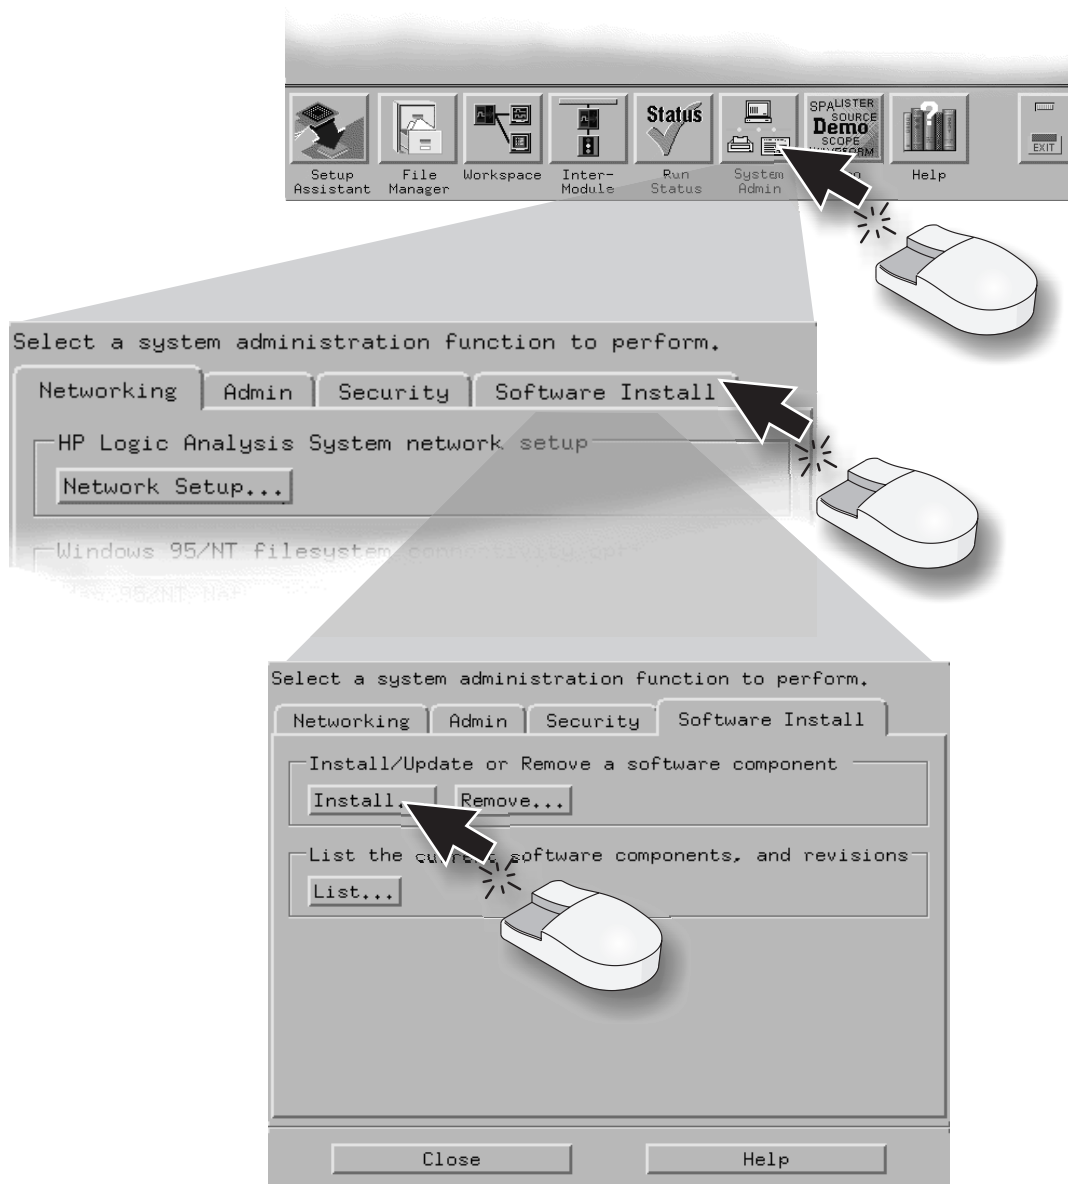 Status
SPA LISTER
SOURCE
Demo
SCOPE
WAVEFORM
?
EXIT
Setup Assistant
File Manager
Workspace
Inter-Module
Run Status
System Admin
Help
Select a system administration function to perform.
Networking Admin Security Software Install
HP Logic Analysis System network setup
Network Setup...
Windows 95/NT filesystem
Select a system administration function to perform.
Networking Admin Security Software Install
Install/Update or Remove a software component
Install... Remove...
List the current software components, and revisions
List...
Close Help